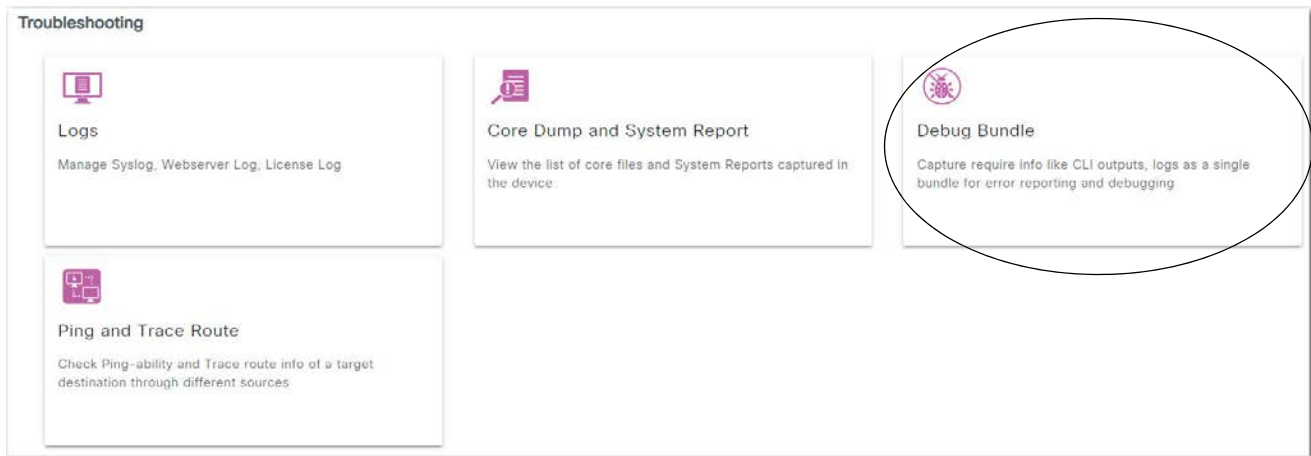 Troubleshooting
Logs
Manage Syslog, Webserver Log, License Log
Core Dump and System Report
View the list of core files and System Reports captured in
the device
Debug Bundle
Capture require info like CLI outputs, logs as a single
bundle for error reporting and debugging
Ping and Trace Route
Check Ping-ability and Trace route info of a target
destination through different sources